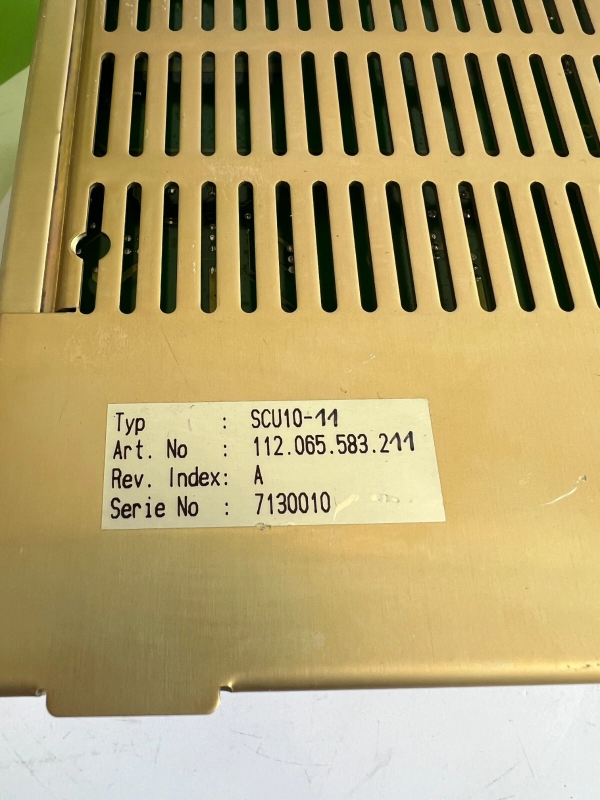 Typ : SCU10-11
Art. No : 112.065.583.211
Rev. Index: A
Serie No : 7130010